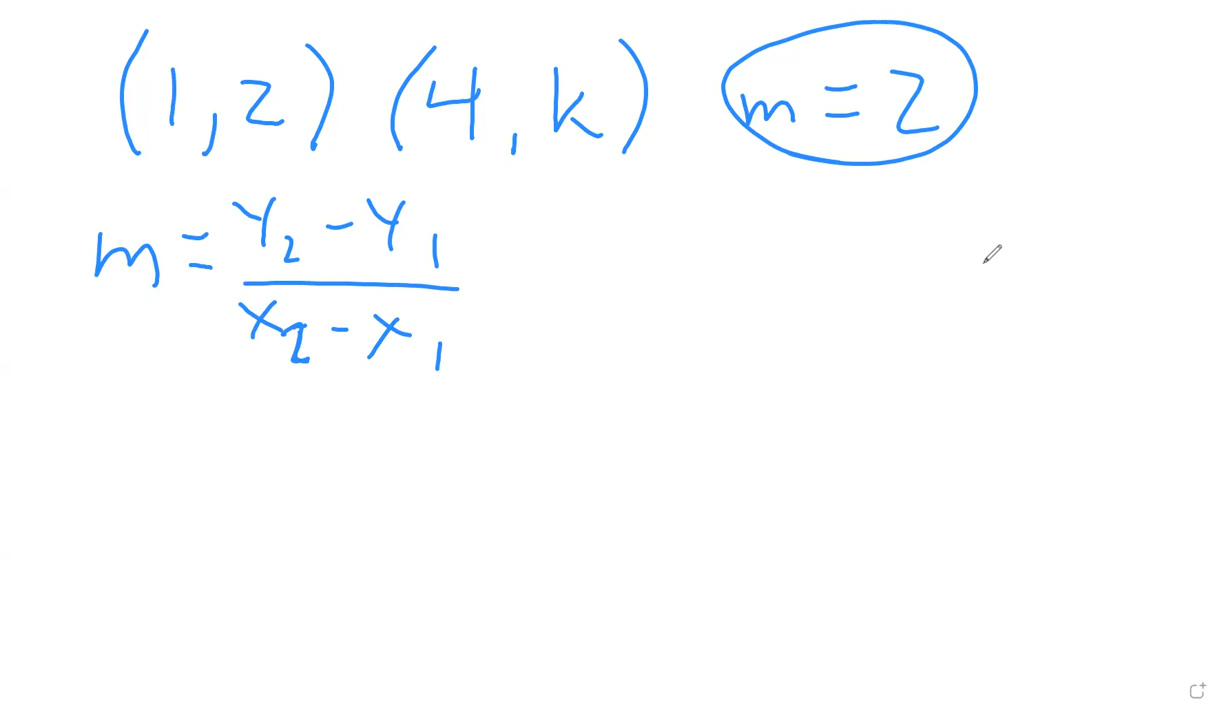 (1, 2) (4, k) m = 2
m = Y₂ - Y₁ / X₂ - X₁